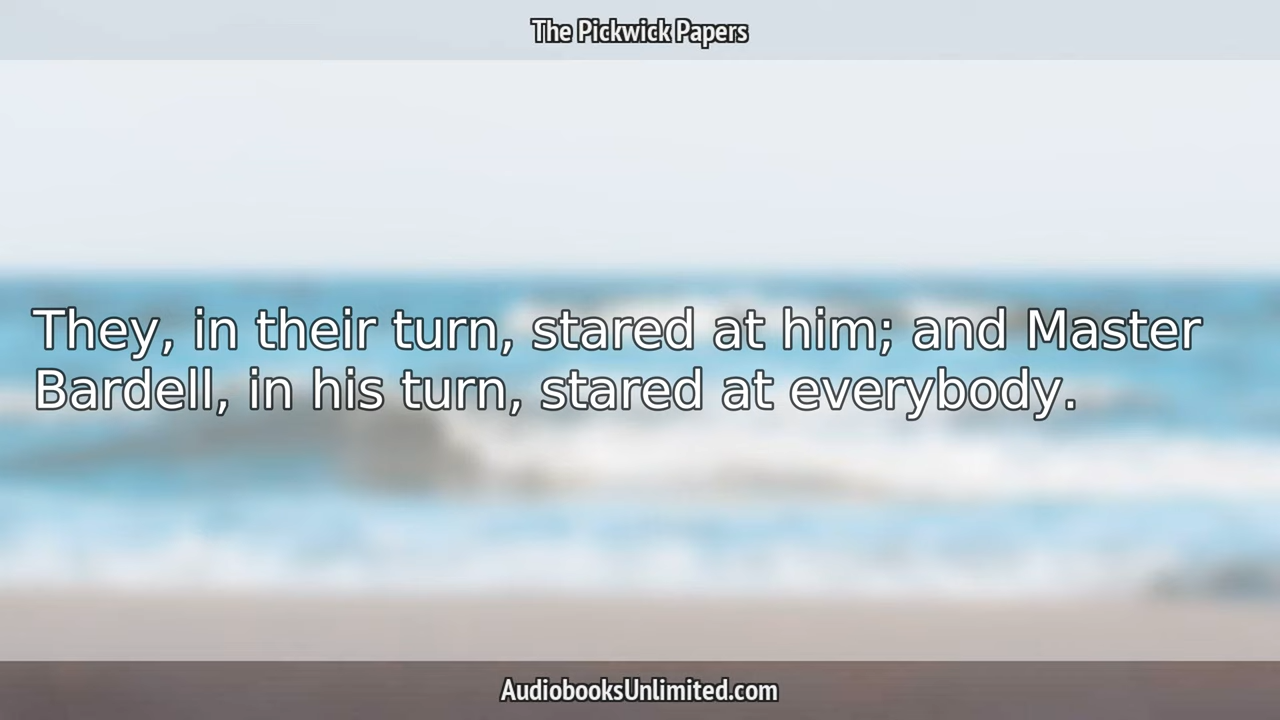 The Pickwick Papers
They, in their turn, stared at him; and Master
Bardell, in his turn, stared at everybody.
AudiobooksUnlimited.com